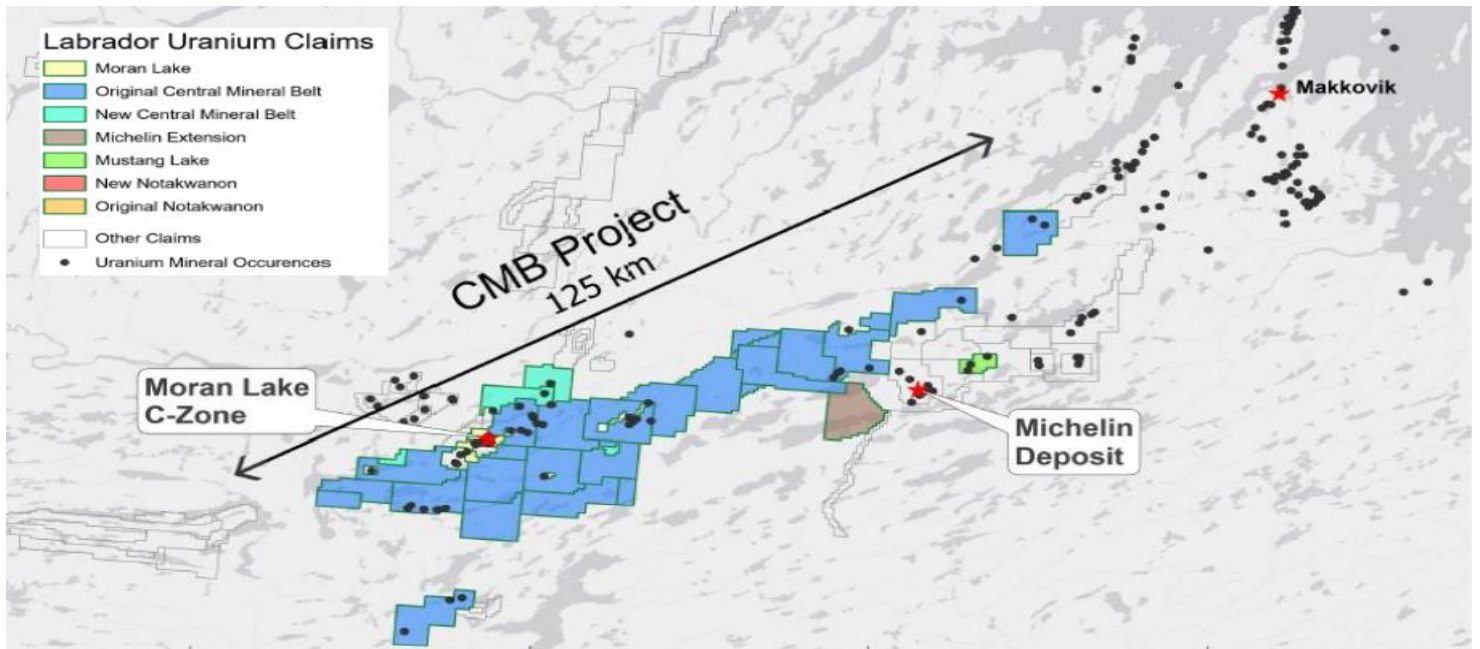 Labrador Uranium Claims
Moran Lake
Original Central Mineral Belt
New Central Mineral Belt
Michelin Extension
Mustang Lake
New Notakwanon
Original Notakwanon
Other Claims
Uranium Mineral Occurences
Makkovik
CMB Project
125 km
Moran Lake
C-Zone
Michelin
Deposit